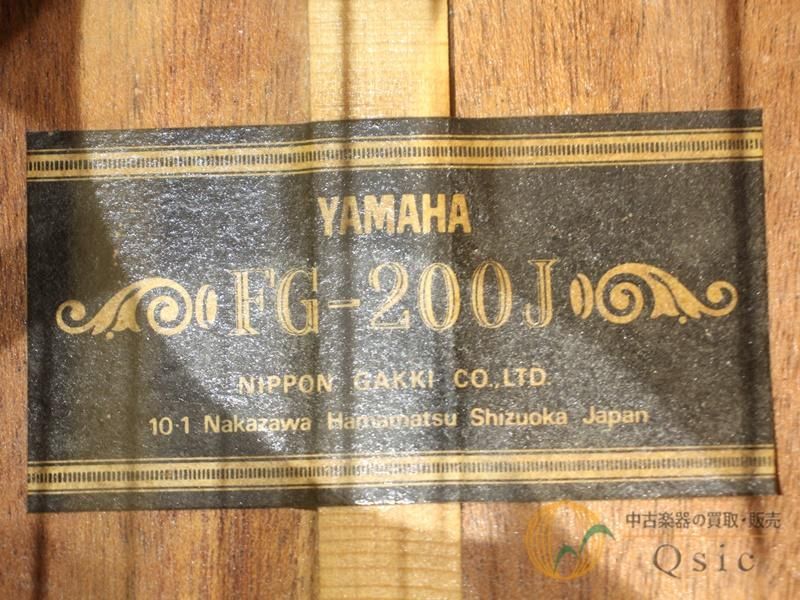 YAMAHA
FG-200J
NIPPON GAKKI CO.,LTD.
10-1 Nakazawa Hamamatsu Shizuoka Japan
中古楽器の買取・販売
Qsic